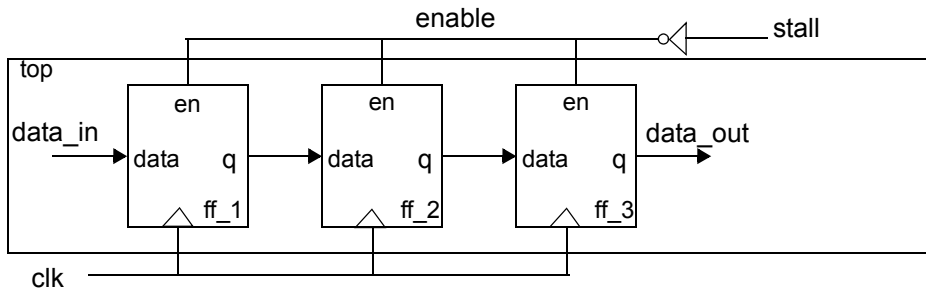 enable
stall
top
en en en
data_in data_out
data q data q data q
ff_1 ff_2 ff_3
clk